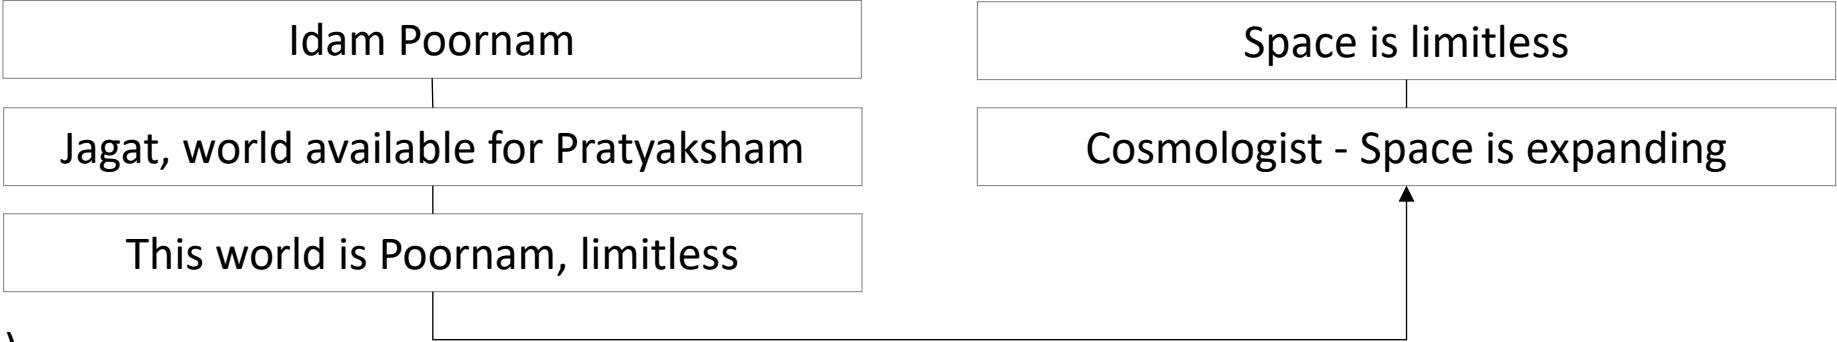 Idam Poornam
Jagat, world available for Pratyaksham
This world is Poornam, limitless
Space is limitless
Cosmologist - Space is expanding
)